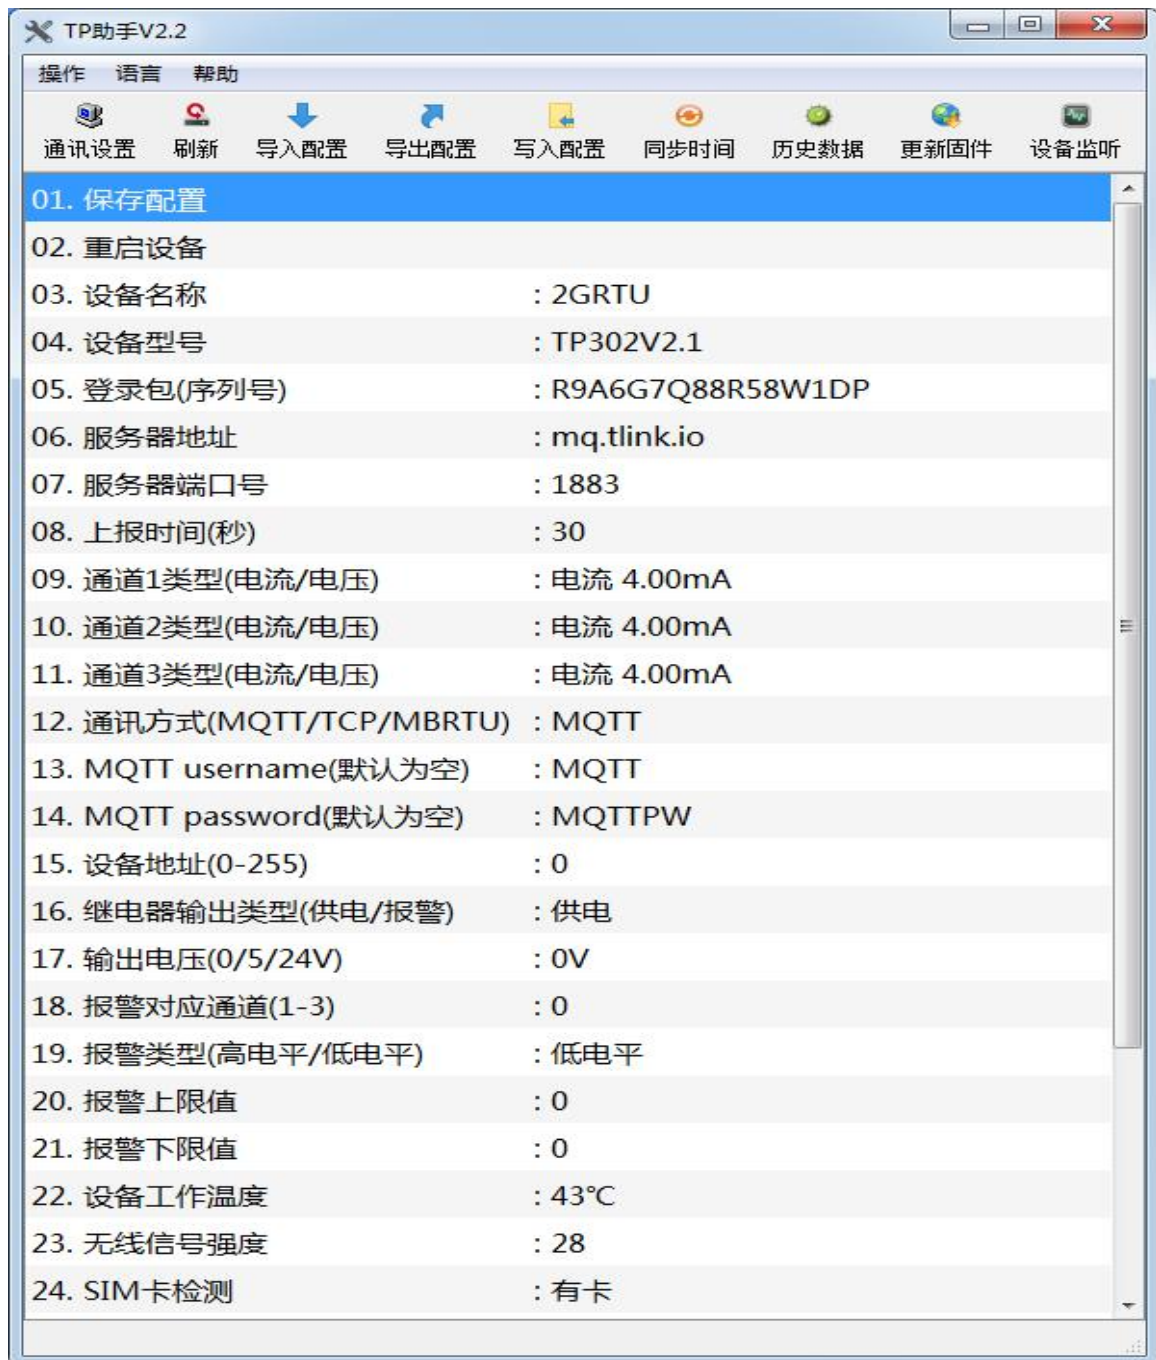 TP助手V2.2
操作 语言 帮助
通讯设置 刷新 导入配置 导出配置 写入配置 同步时间 历史数据 更新固件 设备监听
01. 保存配置
02. 重启设备
03. 设备名称 : 2GRTU
04. 设备型号 : TP302V2.1
05. 登录包(序列号) : R9A6G7Q88R58W1DP
06. 服务器地址 : mq.tlink.io
07. 服务器端口号 : 1883
08. 上报时间(秒) : 30
09. 通道1类型(电流/电压) : 电流 4.00mA
10. 通道2类型(电流/电压) : 电流 4.00mA
11. 通道3类型(电流/电压) : 电流 4.00mA
12. 通讯方式(MQTT/TCP/MBRTU) : MQTT
13. MQTT username(默认为空) : MQTT
14. MQTT password(默认为空) : MQTTPW
15. 设备地址(0-255) : 0
16. 继电器输出类型(供电/报警) : 供电
17. 输出电压(0/5/24V) : 0V
18. 报警对应通道(1-3) : 0
19. 报警类型(高电平/低电平) : 低电平
20. 报警上限值 : 0
21. 报警下限值 : 0
22. 设备工作温度 : 43℃
23. 无线信号强度 : 28
24. SIM卡检测 : 有卡